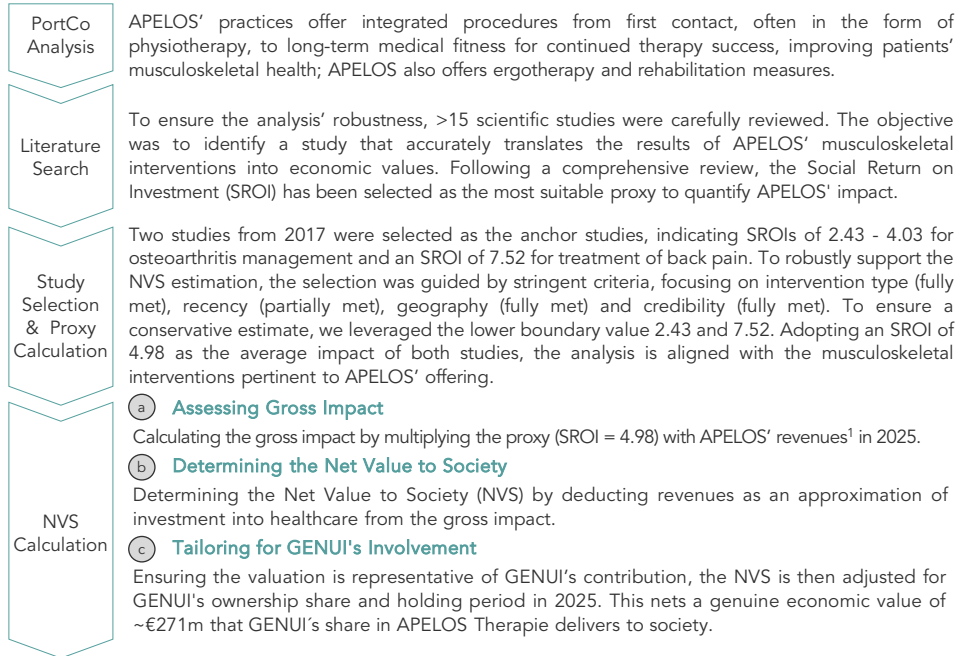 PortCo
Analysis
APELOS‘ practices offer integrated procedures from first contact, often in the form of
physiotherapy, to long-term medical fitness for continued therapy success, improving patients’
musculoskeletal health; APELOS also offers ergotherapy and rehabilitation measures.
Literature
Search
To ensure the analysis’ robustness, >15 scientific studies were carefully reviewed. The objective
was to identify a study that accurately translates the results of APELOS‘ musculoskeletal
interventions into economic values. Following a comprehensive review, the Social Return on
Investment (SROI) has been selected as the most suitable proxy to quantify APELOS' impact.
Study
Selection
& Proxy
Calculation
Two studies from 2017 were selected as the anchor studies, indicating SROIs of 2.43 - 4.03 for
osteoarthritis management and an SROI of 7.52 for treatment of back pain. To robustly support the
NVS estimation, the selection was guided by stringent criteria, focusing on intervention type (fully
met), recency (partially met), geography (fully met) and credibility (fully met). To ensure a
conservative estimate, we leveraged the lower boundary value 2.43 and 7.52. Adopting an SROI of
4.98 as the average impact of both studies, the analysis is aligned with the musculoskeletal
interventions pertinent to APELOS’ offering.
NVS
Calculation
a Assessing Gross Impact
Calculating the gross impact by multiplying the proxy (SROI = 4.98) with APELOS’ revenues¹ in 2025.
b Determining the Net Value to Society
Determining the Net Value to Society (NVS) by deducting revenues as an approximation of
investment into healthcare from the gross impact.
c Tailoring for GENUI's Involvement
Ensuring the valuation is representative of GENUI’s contribution, the NVS is then adjusted for
GENUI's ownership share and holding period in 2025. This nets a genuine economic value of
~€271m that GENUI´s share in APELOS Therapie delivers to society.